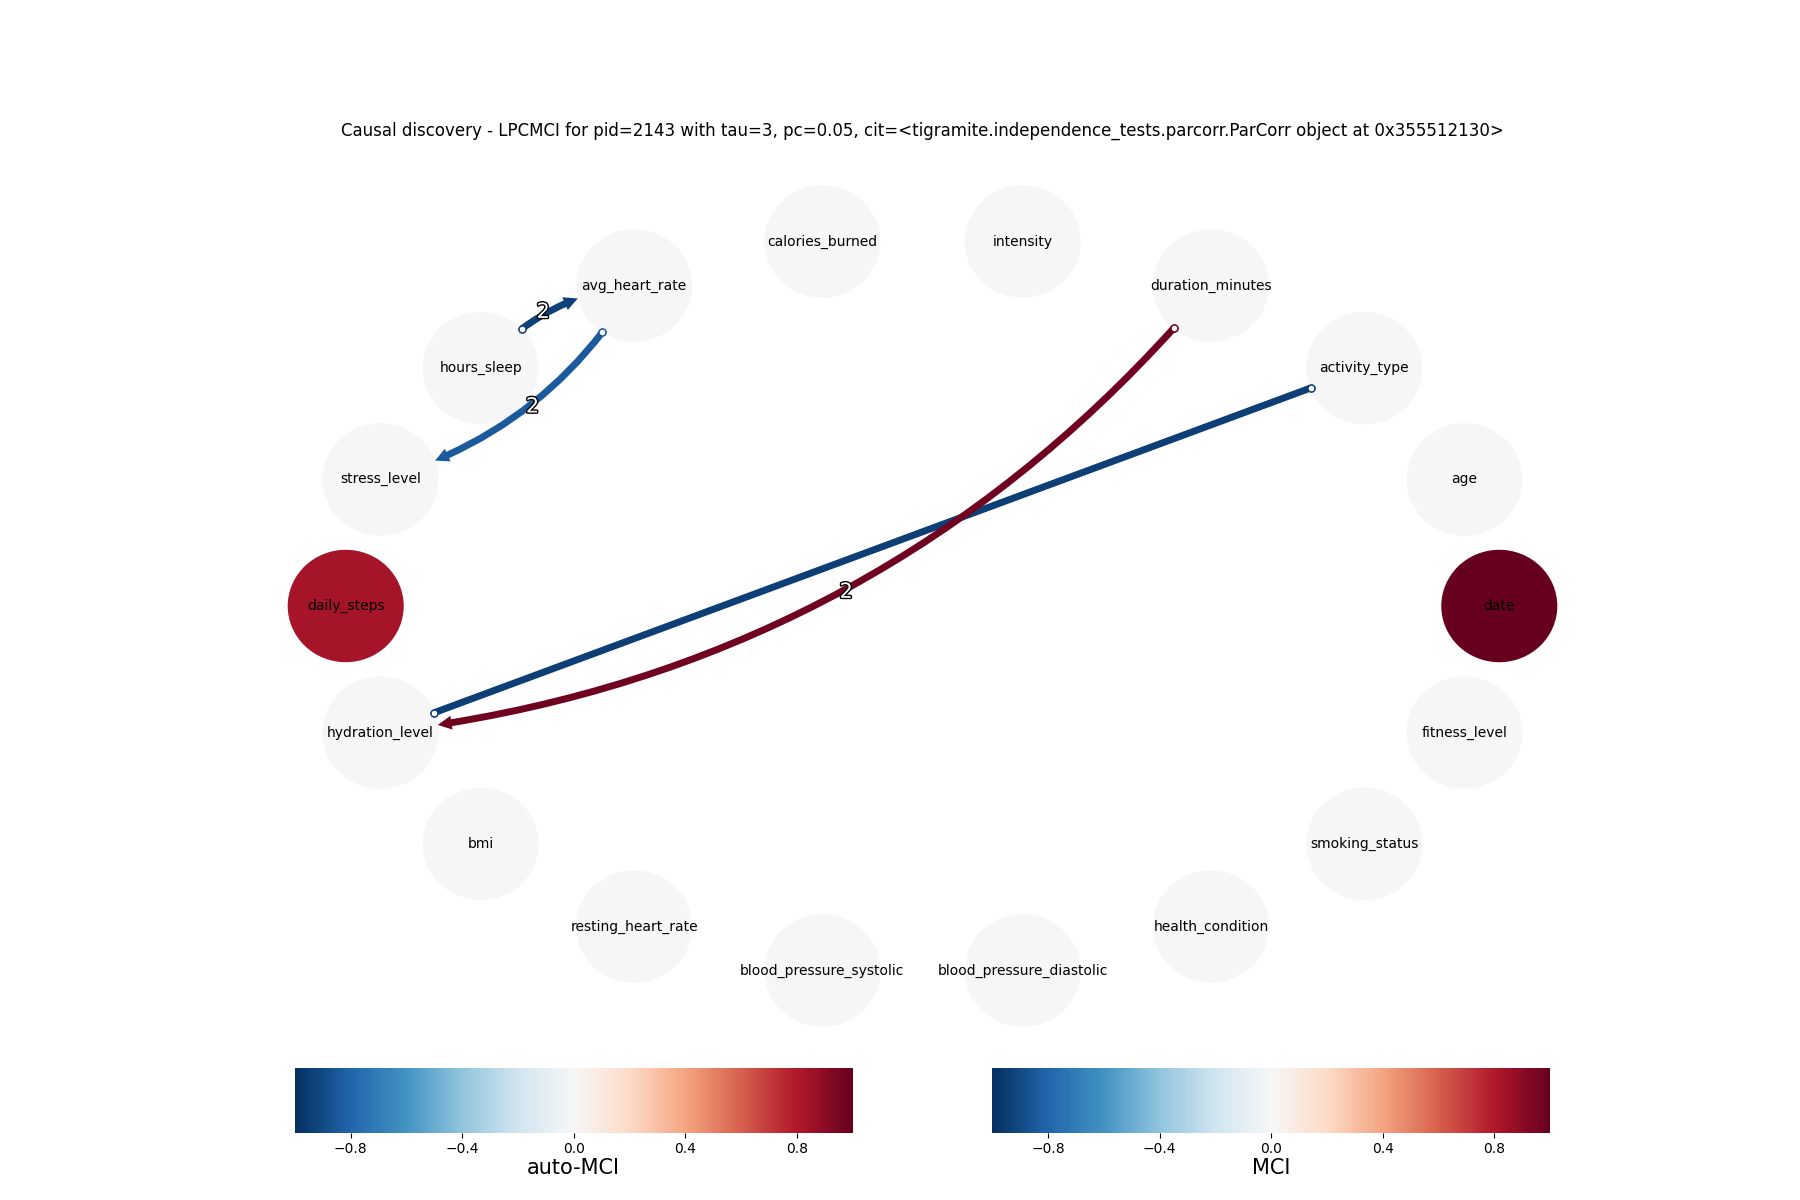 Causal discovery - LPCMCI for pid=2143 with tau=3, pc=0.05, cit=<tigramite.independence_tests.parcorr.ParCorr object at 0x355512130>
calories_burned
intensity
avg_heart_rate
duration_minutes
2
hours_sleep
activity_type
2
stress_level
age
2
daily_steps
date
hydration_level
fitness_level
bmi
smoking_status
resting_heart_rate
health_condition
blood_pressure_systolic
blood_pressure_diastolic
−0.8
−0.4
0.0
0.4
0.8
auto-MCI
−0.8
−0.4
0.0
0.4
0.8
MCI